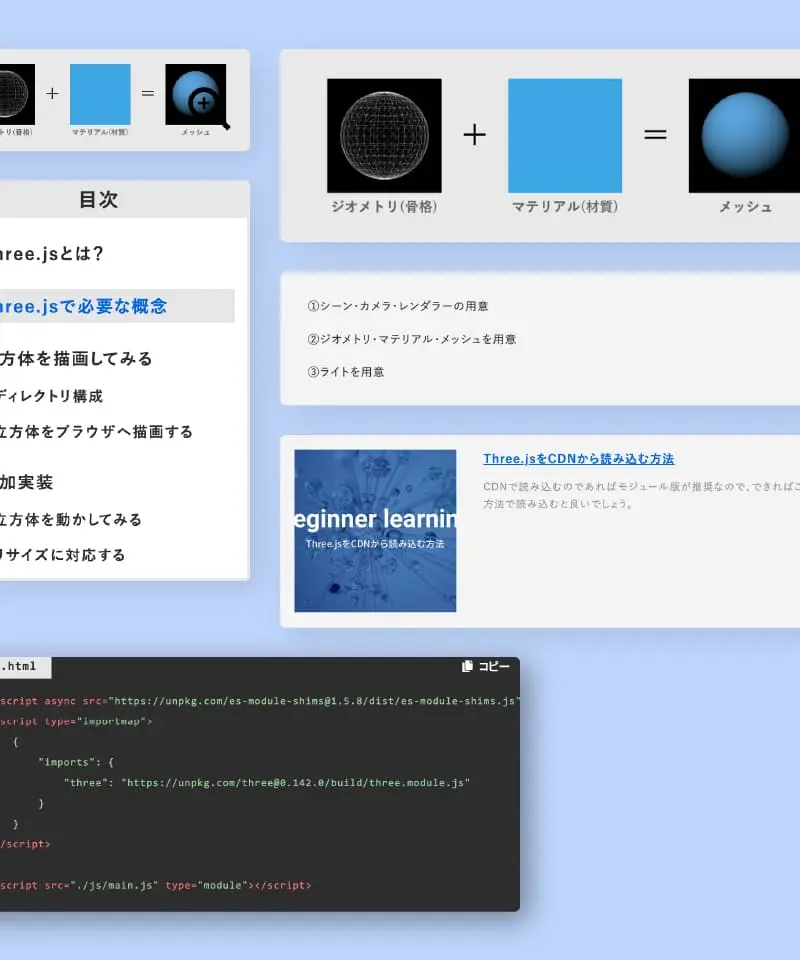 +
=
トリ(骨格)
マテリアル(材質)
メッシュ
目次
hree.jsとは?
hree.jsで必要な概念
方体を描画してみる
ディレクトリ構成
立方体をブラウザへ描画する
加実装
立方体を動かしてみる
リサイズに対応する
+
=
ジオメトリ(骨格)
マテリアル(材質)
メッシュ
①シーン・カメラ・レンダラーの用意
②ジオメトリ・マテリアル・メッシュを用意
③ライトを用意
eginner learnin
Three.jsをCDNから読み込む方法
Three.jsをCDNから読み込む方法
CDNで読み込むのであればモジュール版が推奨なので、できればこ
方法で読み込むと良いでしょう。
.html
コピー
script async src="https://unpkg.com/es-module-shims@1.5.8/dist/es-module-shims.js"
script type="importmap">
{
"imports": {
"three": "https://unpkg.com/three@0.142.0/build/three.module.js"
}
}
/script>
script src="./js/main.js" type="module"></script>